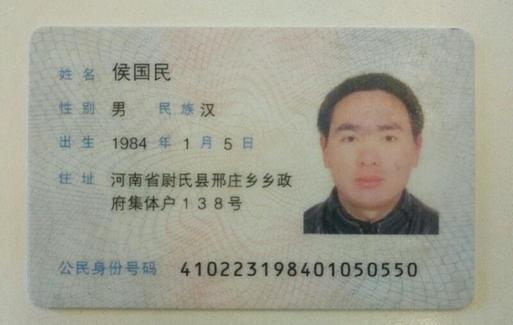 姓名 侯国民
性别 男 民族 汉
出生 1984 年 1 月 5 日
住址 河南省尉氏县邢庄乡乡政
府集体户138号
公民身份号码 410223198401050550